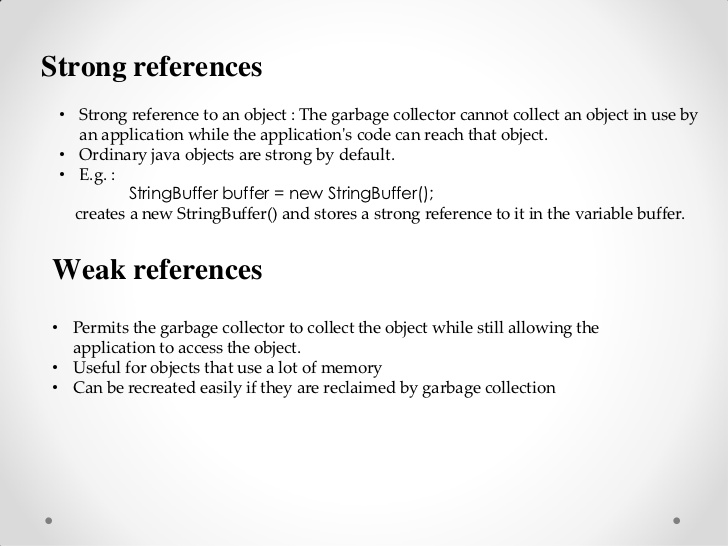 Strong references
• Strong reference to an object : The garbage collector cannot collect an object in use by
an application while the application's code can reach that object.
• Ordinary java objects are strong by default.
• E.g. :
StringBuffer buffer = new StringBuffer();
creates a new StringBuffer() and stores a strong reference to it in the variable buffer.
Weak references
• Permits the garbage collector to collect the object while still allowing the
application to access the object.
• Useful for objects that use a lot of memory
• Can be recreated easily if they are reclaimed by garbage collection